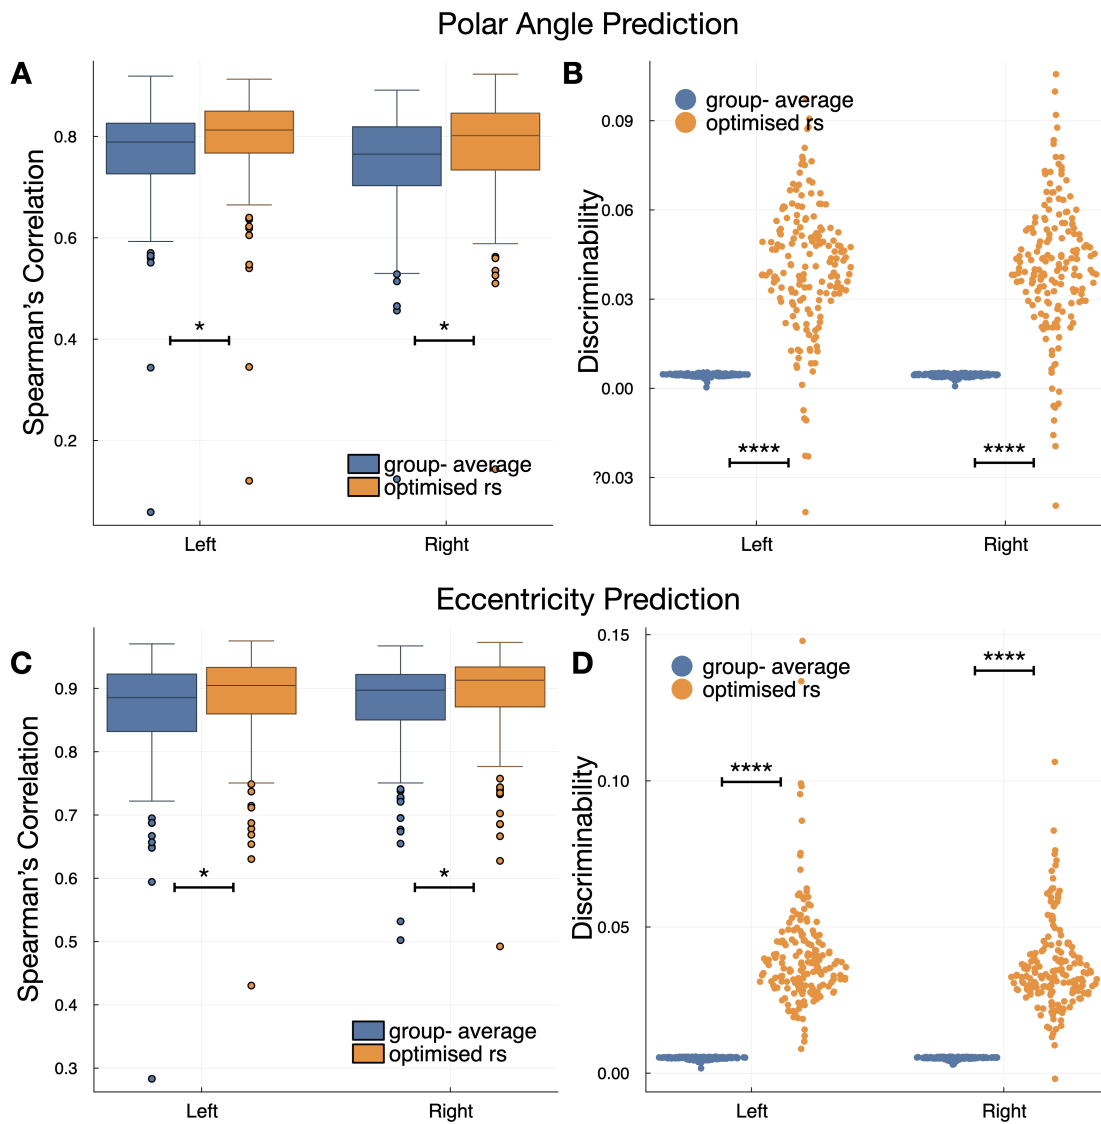 Polar Angle Prediction
A
Spearman's Correlation
0.8
0.6
0.4
0.2
*
*
group- average
optimised rs
Left
Right
B
Discriminability
0.09
0.06
0.03
0.00
?0.03
group- average
optimised rs
****
****
Left
Right
Eccentricity Prediction
C
Spearman's Correlation
0.9
0.8
0.7
0.6
0.5
0.4
0.3
*
*
group- average
optimised rs
Left
Right
D
Discriminability
0.15
0.10
0.05
0.00
group- average
optimised rs
****
****
Left
Right